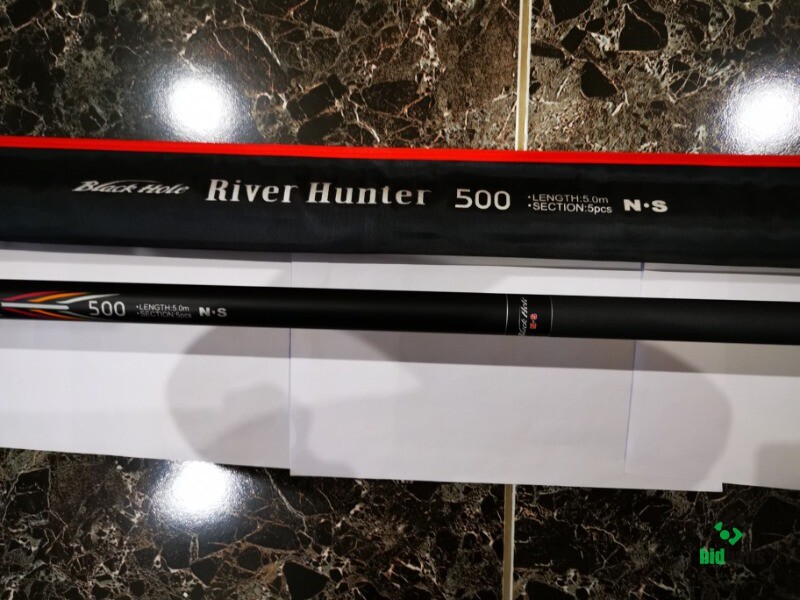 Black Hole River Hunter 500 •LENGTH:5.0m
•SECTION:5pcs N•S
500 •LENGTH:5.0m
•SECTION:5pcs N•S
Black Hole N•S
Bid